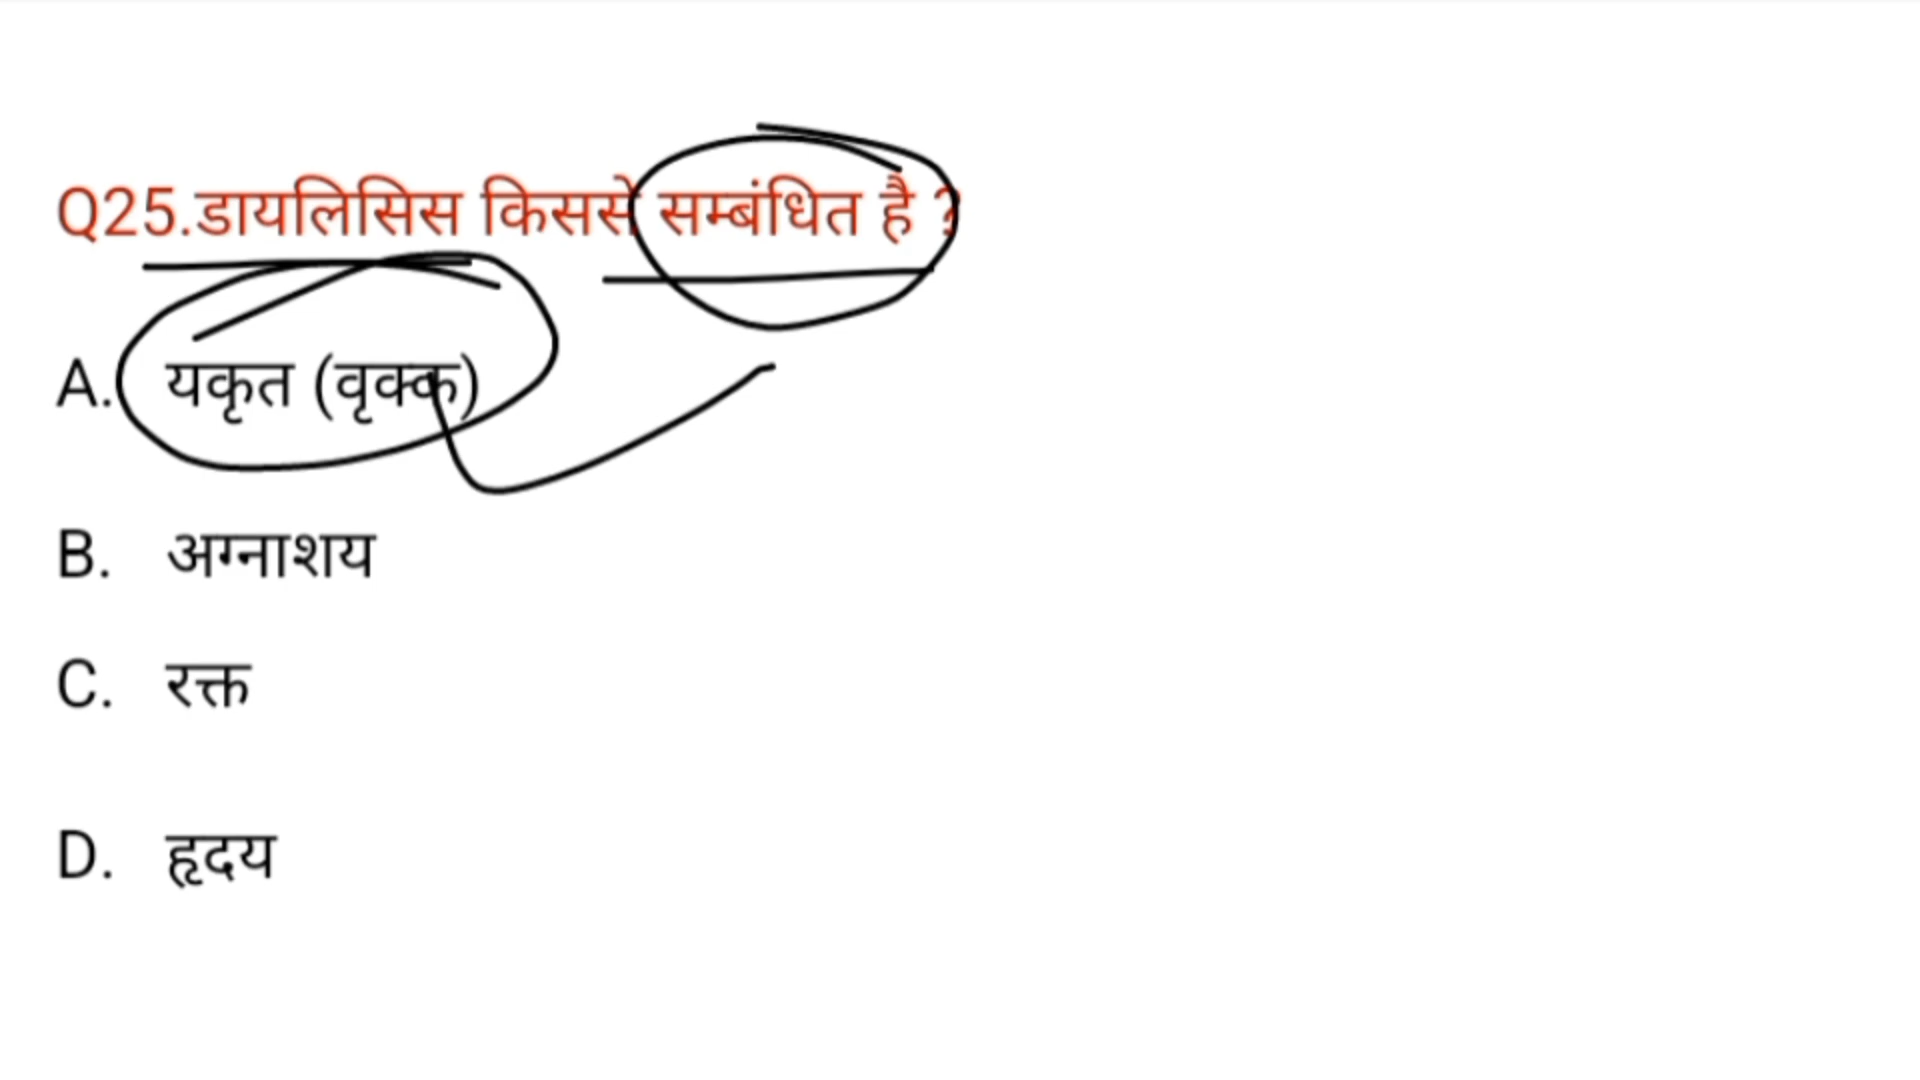 Q25.डायलिसिस किससे सम्बंधित है ?
A. यकृत (वृक्क)
B. अग्नाशय
C. रक्त
D. हृदय